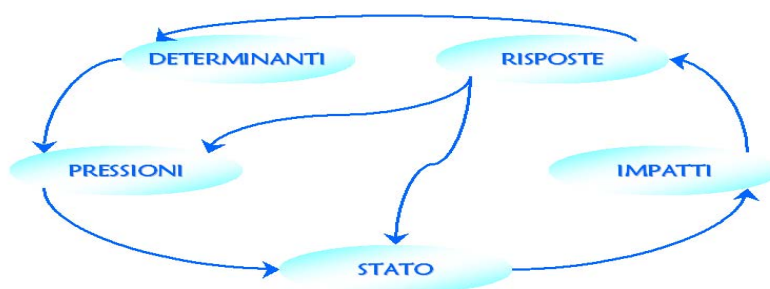 DETERMINANTI
RISPOSTE
PRESSIONI
IMPATTI
STATO